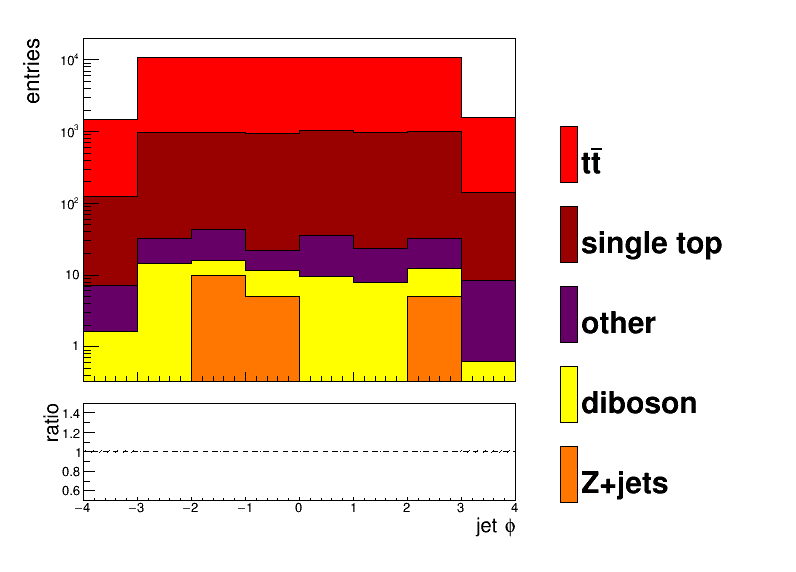 entries
10⁴
10³
10²
10
1
ratio
1.4
1.2
1
0.8
0.6
−4 −3 −2 −1 0 1 2 3 4
jet ϕ
tt̄
single top
other
diboson
Z+jets